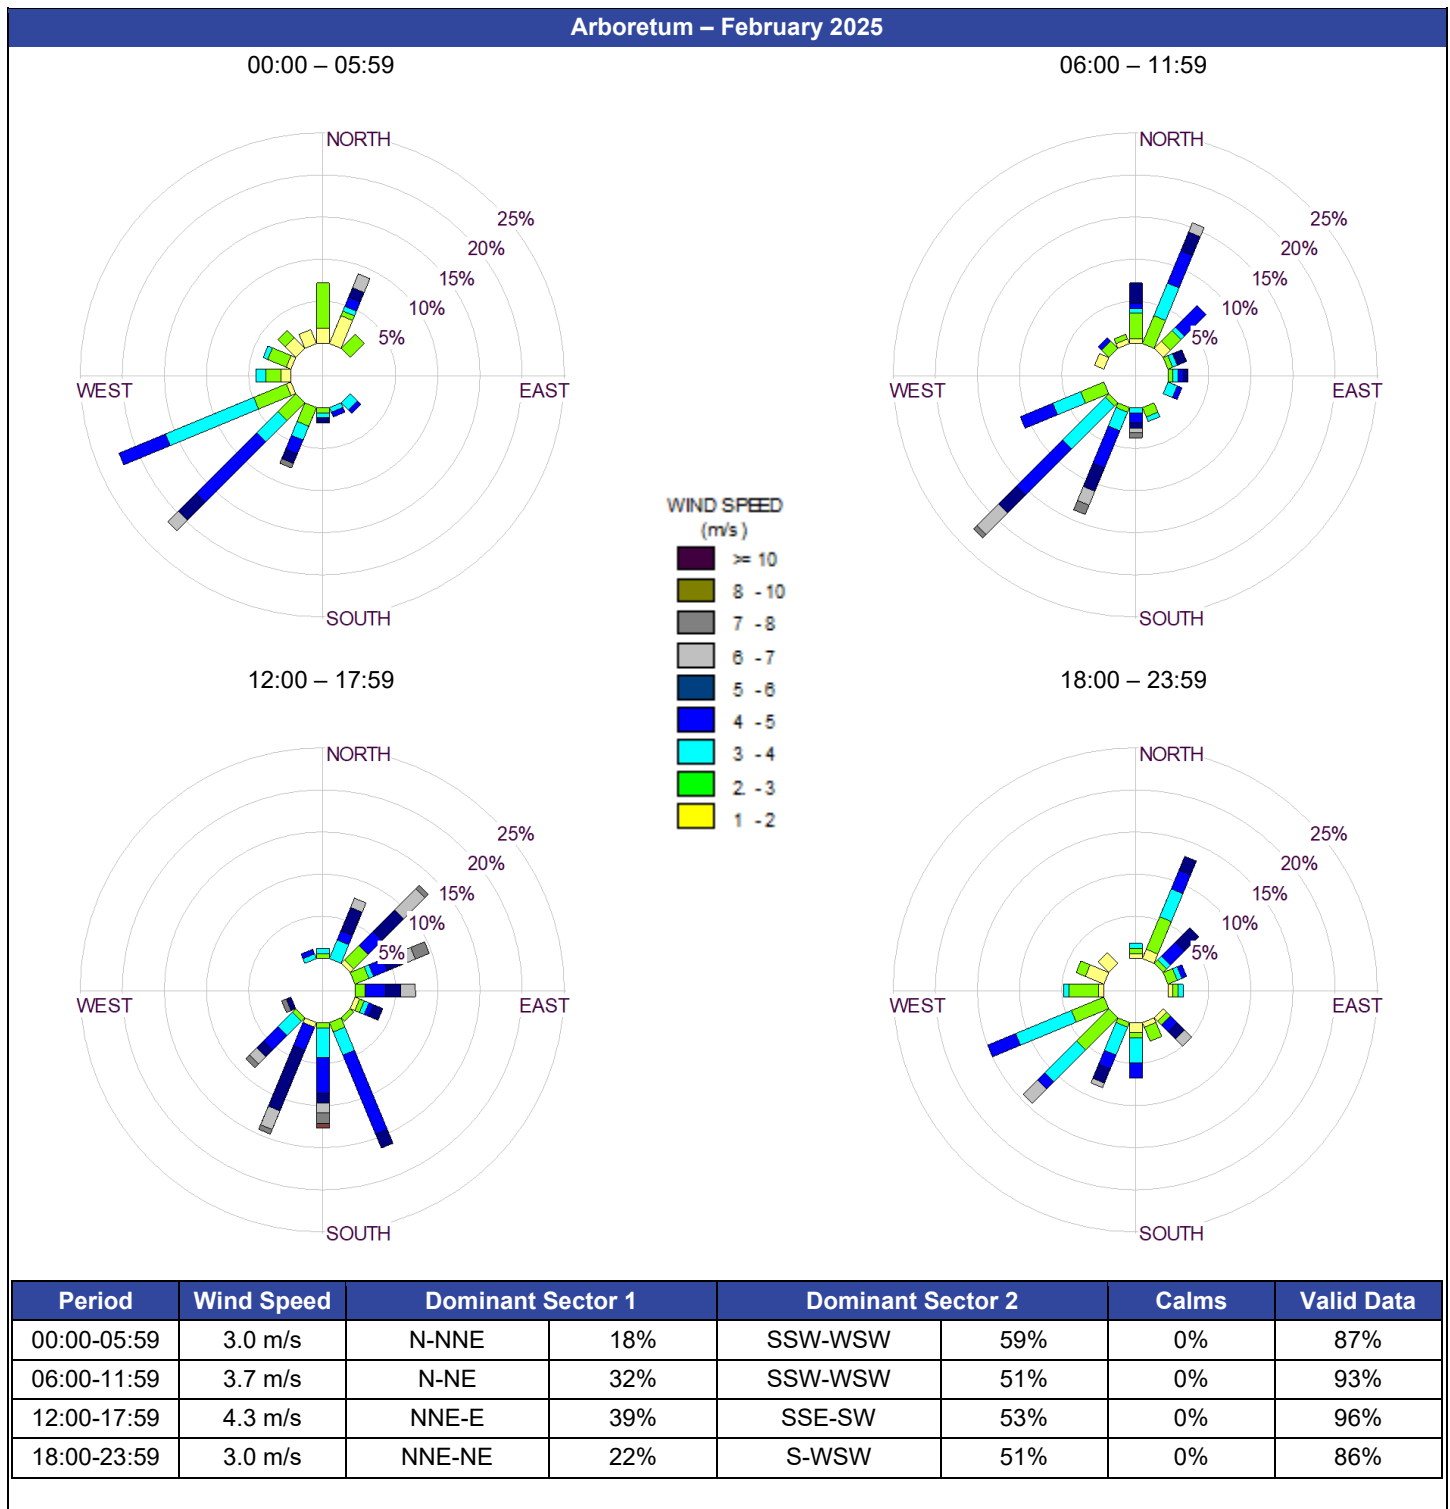 Arboretum – February 2025
00:00 – 05:59
06:00 – 11:59
NORTH
25%
20%
15%
10%
5%
WEST
EAST
SOUTH
NORTH
25%
20%
15%
10%
5%
WEST
EAST
SOUTH
WIND SPEED
(m/s)
>= 10
8 - 10
7 - 8
6 - 7
5 - 6
4 - 5
3 - 4
2 - 3
1 - 2
12:00 – 17:59
18:00 – 23:59
NORTH
25%
20%
15%
10%
5%
WEST
EAST
SOUTH
NORTH
25%
20%
15%
10%
5%
WEST
EAST
SOUTH
Period Wind Speed Dominant Sector 1 Dominant Sector 2 Calms Valid Data
00:00-05:59 3.0 m/s N-NNE 18% SSW-WSW 59% 0% 87%
06:00-11:59 3.7 m/s N-NE 32% SSW-WSW 51% 0% 93%
12:00-17:59 4.3 m/s NNE-E 39% SSE-SW 53% 0% 96%
18:00-23:59 3.0 m/s NNE-NE 22% S-WSW 51% 0% 86%